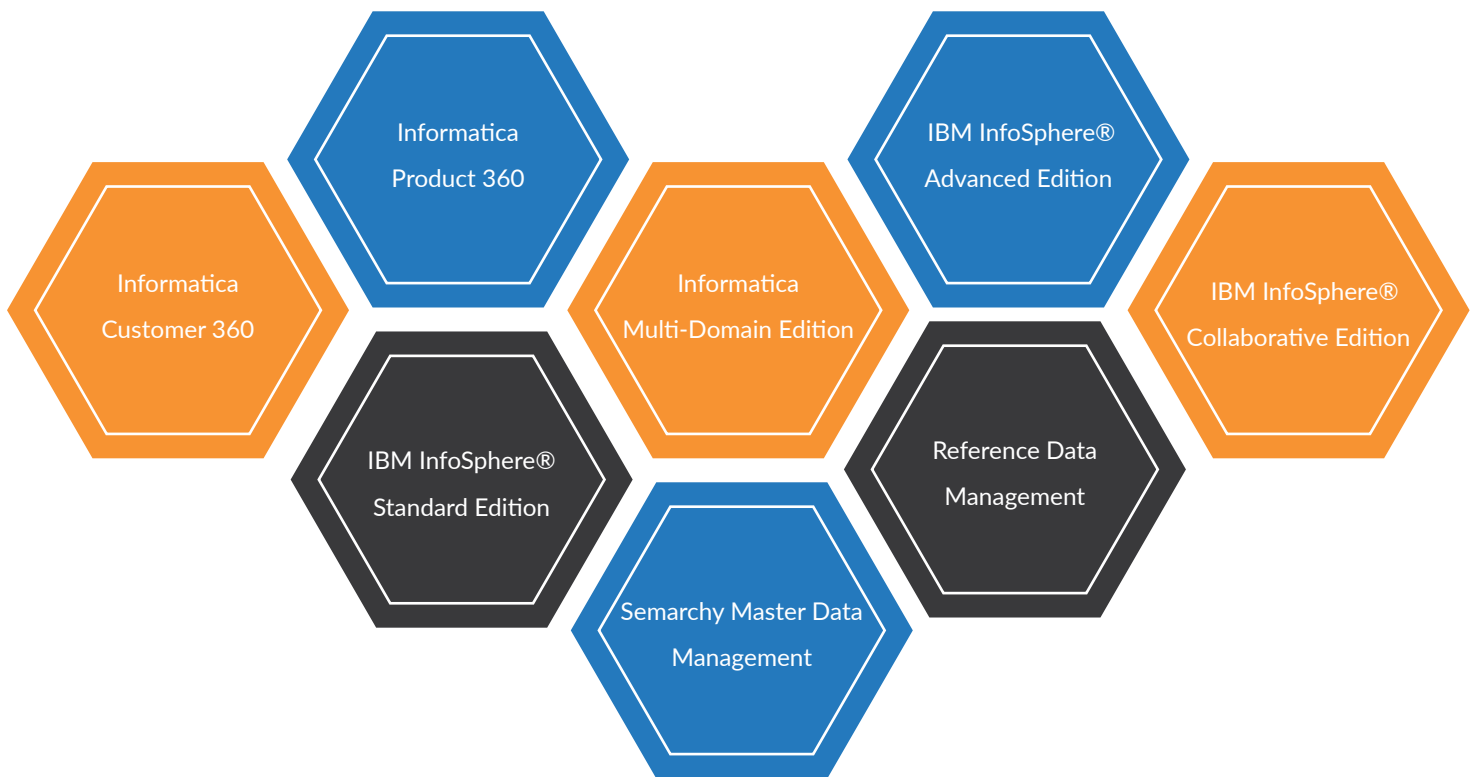 Informatica
Product 360
IBM InfoSphere®
Advanced Edition
Informatica
Customer 360
Informatica
Multi-Domain Edition
IBM InfoSphere®
Collaborative Edition
IBM InfoSphere®
Standard Edition
Reference Data
Management
Semarchy Master Data
Management